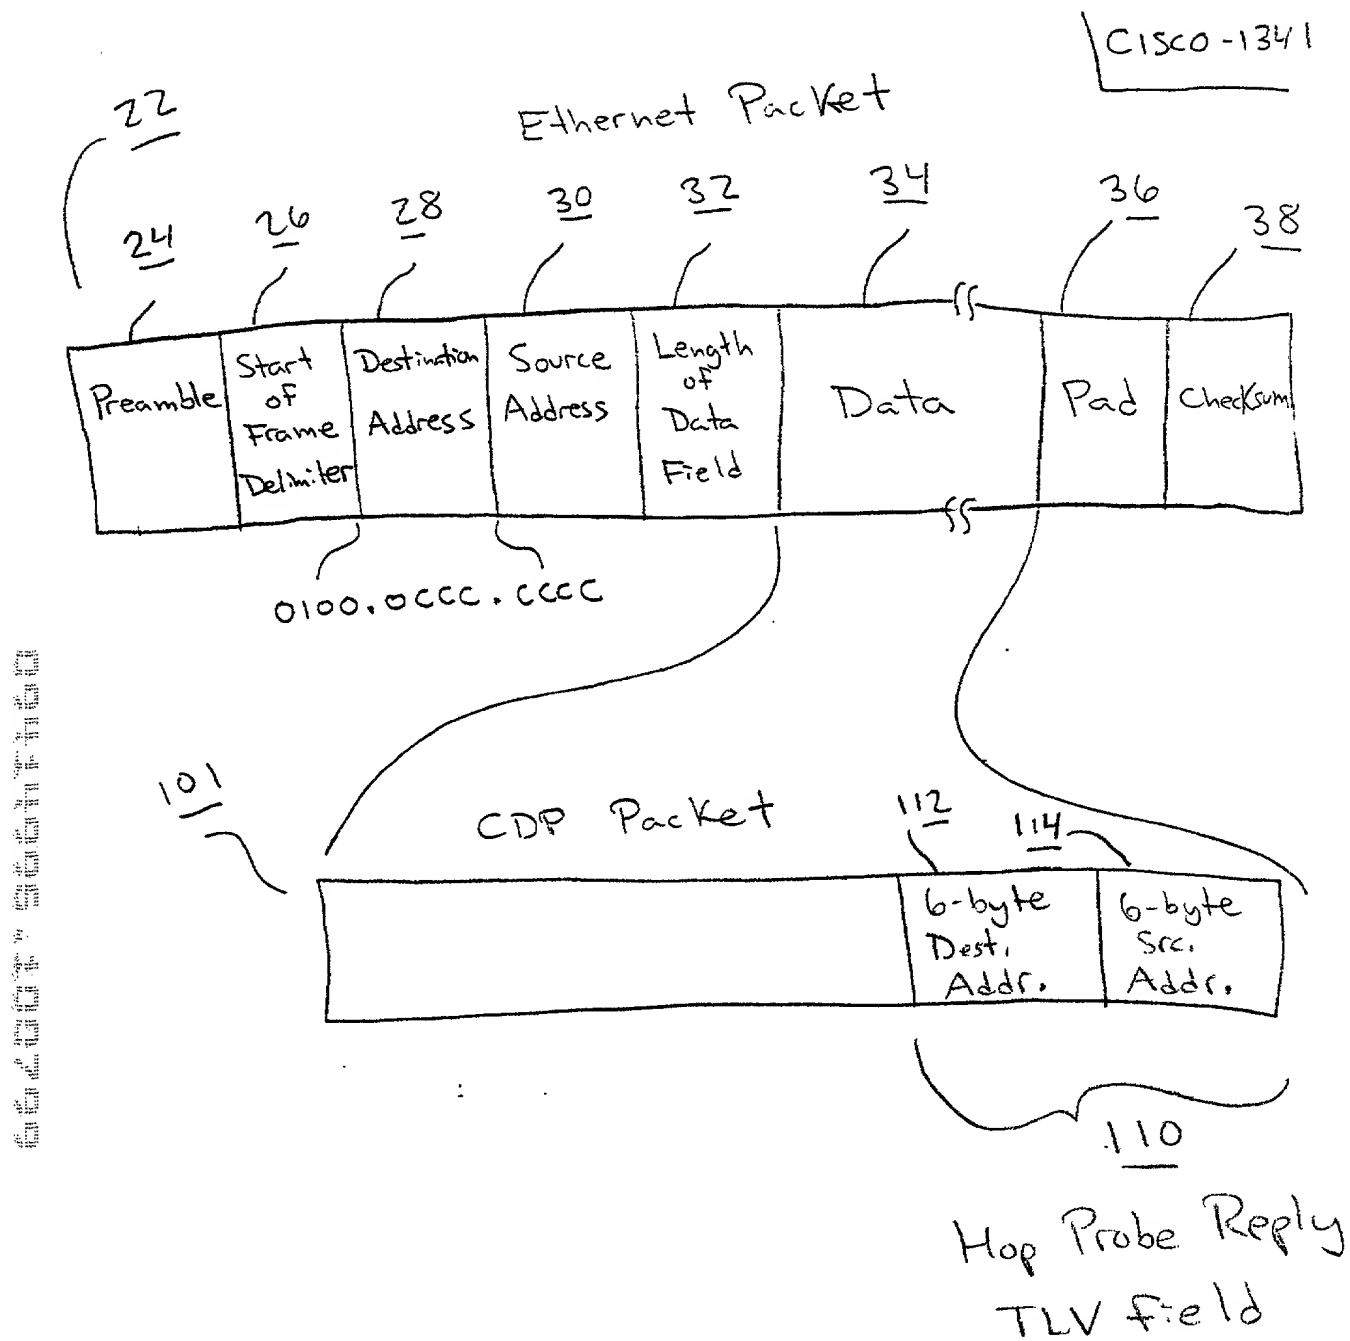 CISCO-1341
Ethernet Packet
22
24
26
28
30
32
34
36
38
Preamble
Start
of
Frame
Delimiter
Destination
Address
Source
Address
Length
of
Data
Field
Data
Pad
Checksum
0100.0CCC.CCCC
101
CDP Packet
112
114
6-byte
Dest.
Addr.
6-byte
Src.
Addr.
110
Hop Probe Reply
TLV Field